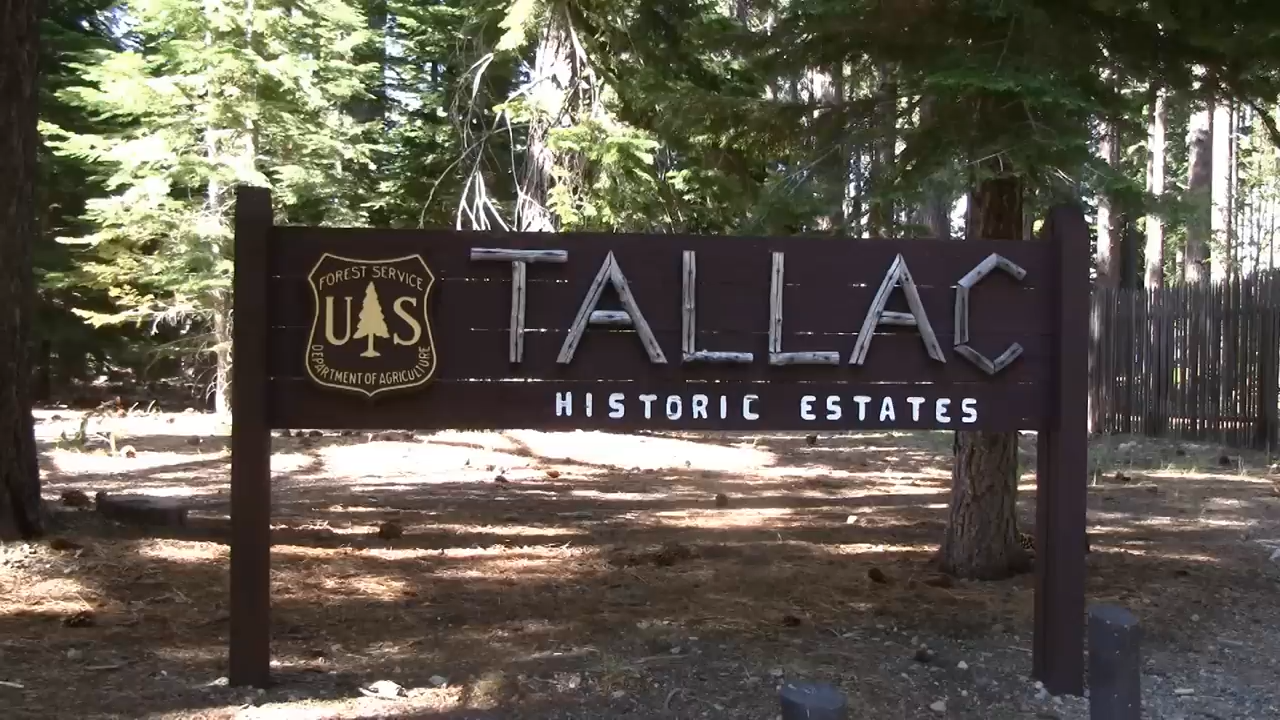 FOREST SERVICE
U S
DEPARTMENT OF AGRICULTURE
TALLAC
HISTORIC ESTATES